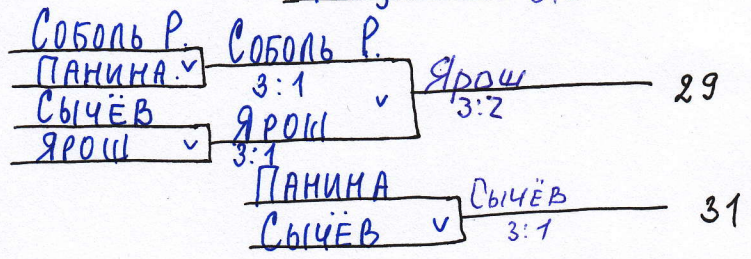 Соболь Р.
Панина
Сычёв
Ярош
Соболь Р.
3:1
Ярош
3:1
Ярош
3:2
29
Панина
Сычёв
Сычёв
3:1
31